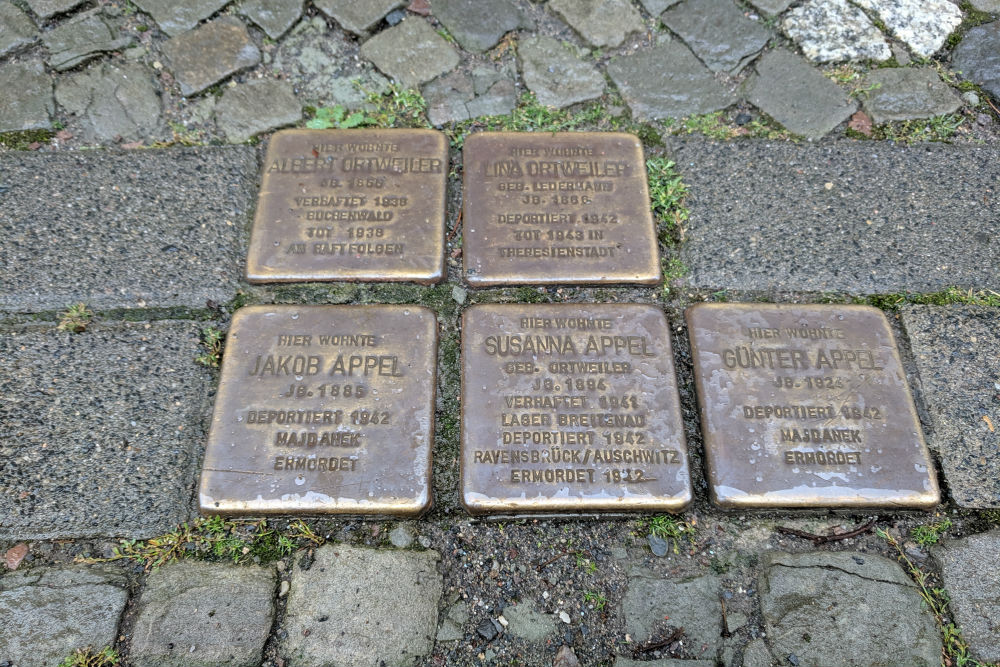 HIER WOHNTE
ALBERT ORTWEILER
JG. 1856
VERHAFTET 1938
BUCHENWALD
TOT 1938
AN HAFTFOLGEN
HIER WOHNTE
LINA ORTWEILER
GEB. LEDERMANN
JG. 1866
DEPORTIERT 1942
TOT 1943 IN
THERESIENSTADT
HIER WOHNTE
JAKOB APPEL
JG. 1885
DEPORTIERT 1942
MAJDANEK
ERMORDET
HIER WOHNTE
SUSANNA APPEL
GEB. ORTWEILER
JG. 1894
VERHAFTET 1941
LAGER BREITENAU
DEPORTIERT 1942
RAVENSBRÜCK/AUSCHWITZ
ERMORDET 1942
HIER WOHNTE
GÜNTER APPEL
JG. 1924
DEPORTIERT 1942
MAJDANEK
ERMORDET